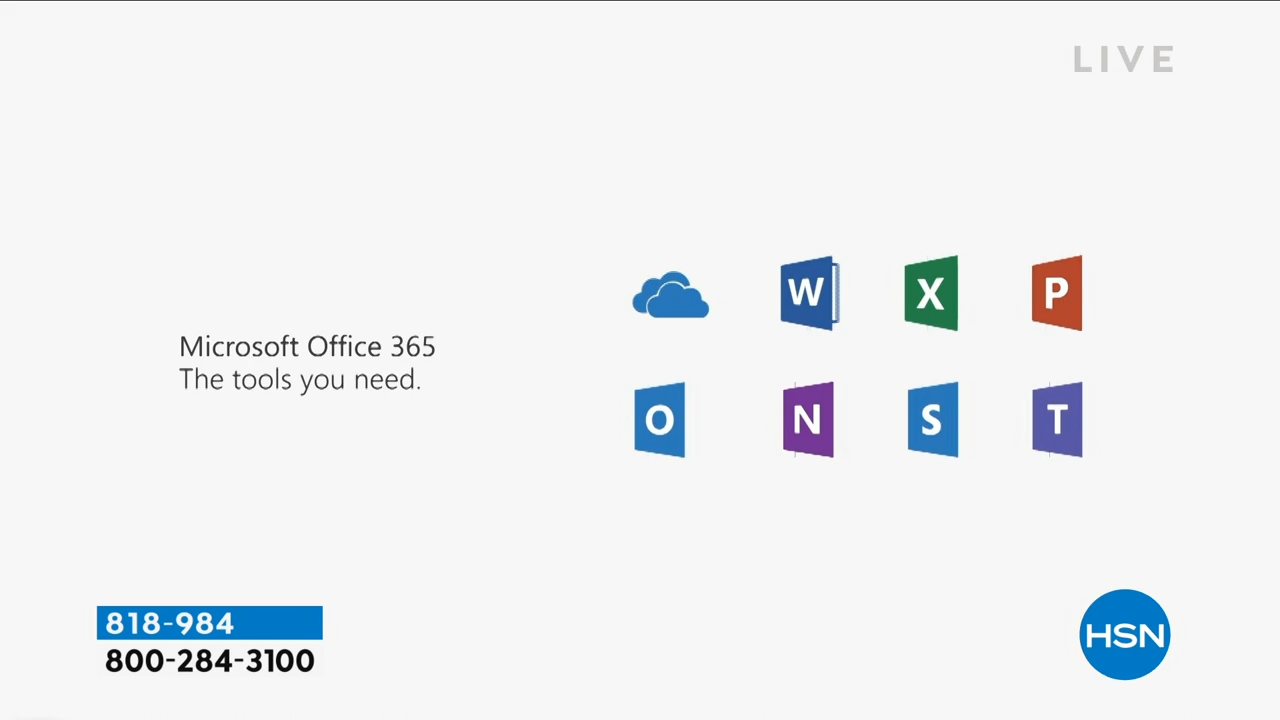 LIVE
W
X
P
Microsoft Office 365
The tools you need.
O
N
S
T
818-984
800-284-3100
HSN